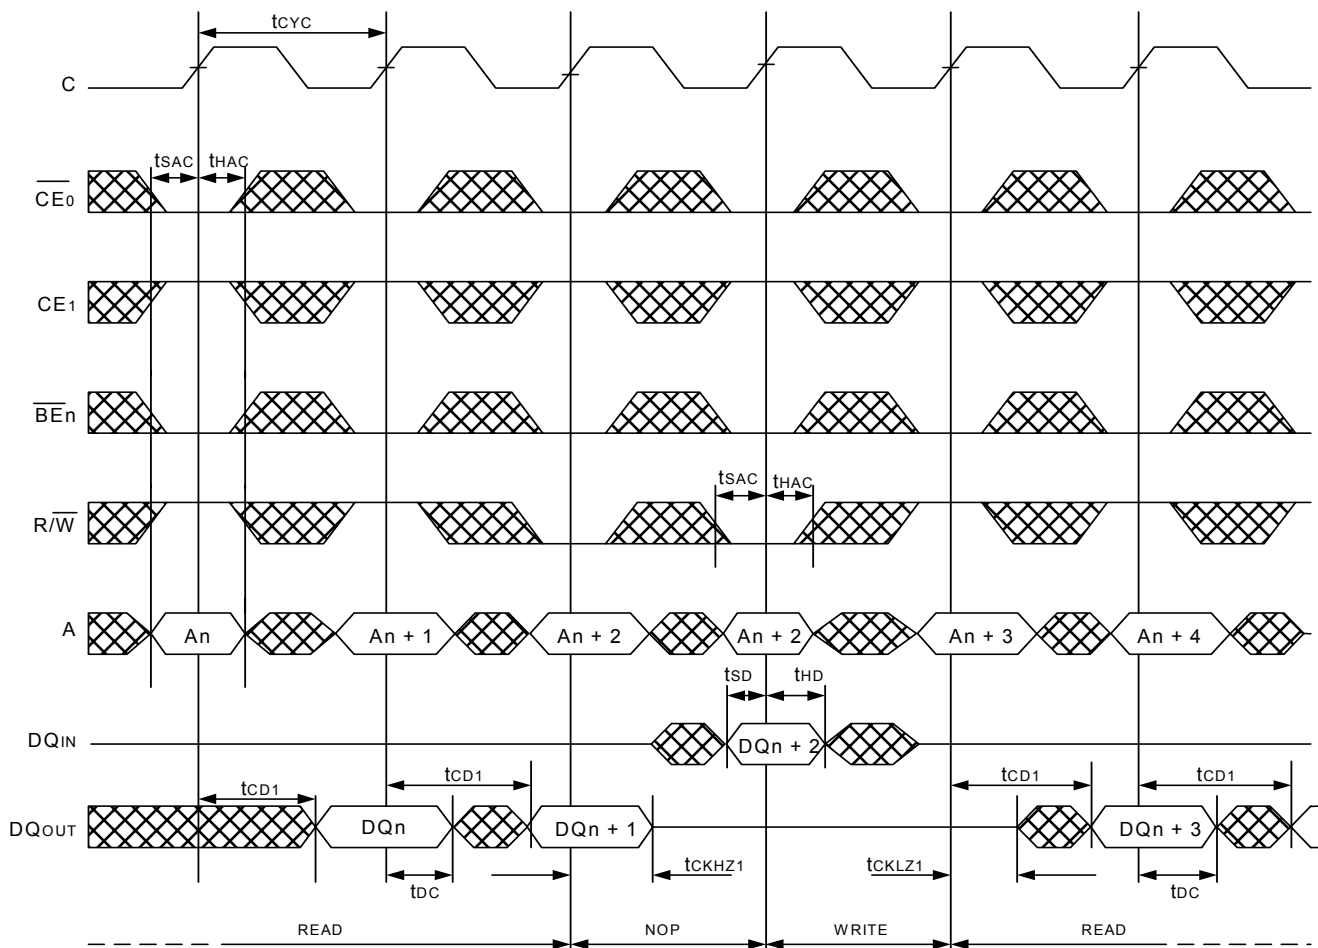 tCYC
C
tSAC tHAC
CE0
CE1
BEn
tSAC tHAC
R/W
A An An + 1 An + 2 An + 2 An + 3 An + 4
tSD tHD
DQIN DQn + 2
tCD1 tCD1 tCD1 tCD1
DQOUT DQn DQn + 1 DQn + 3
tDC tCKHZ1 tCKLZ1 tDC
READ NOP WRITE READ